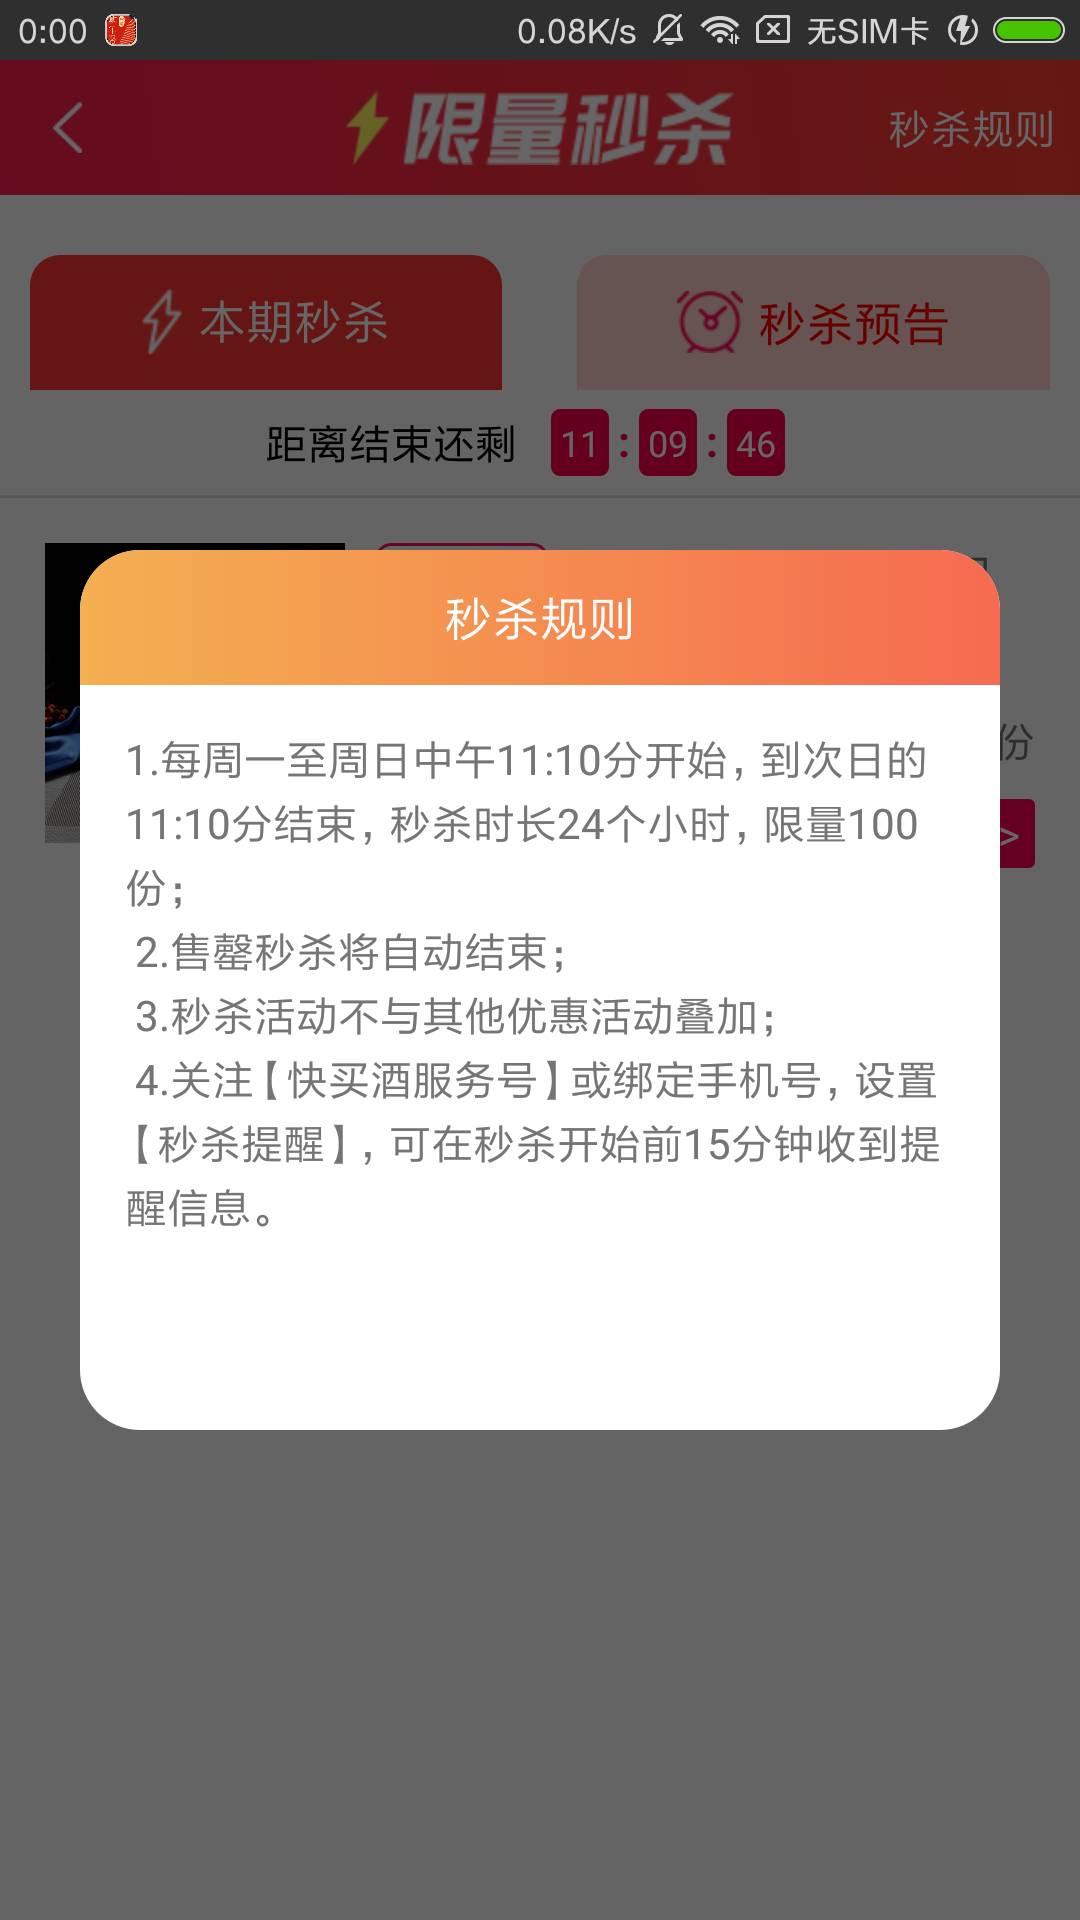 0:00 0.08K/s 无SIM卡
限量秒杀 秒杀规则
本期秒杀 秒杀预告
距离结束还剩 11 : 09 : 46
份
>
秒杀规则
1.每周一至周日中午11:10分开始，到次日的
11:10分结束，秒杀时长24个小时，限量100
份；
2.售罄秒杀将自动结束；
3.秒杀活动不与其他优惠活动叠加；
4.关注【快买酒服务号】或绑定手机号，设置
【秒杀提醒】，可在秒杀开始前15分钟收到提
醒信息。